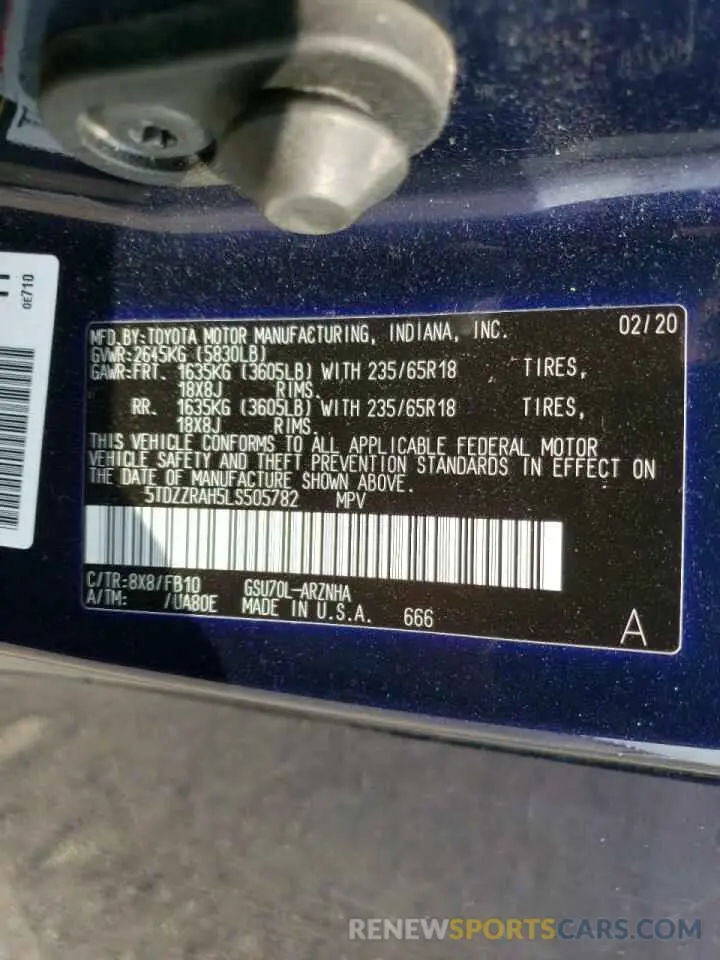 0E710
MFD.BY:TOYOTA MOTOR MANUFACTURING, INDIANA, INC. 02/20
GVWR:2645KG (5830LB)
GAWR:FRT. 1635KG (3605LB) WITH 235/65R18 TIRES,
18X8J RIMS.
RR. 1635KG (3605LB) WITH 235/65R18 TIRES,
18X8J RIMS.
THIS VEHICLE CONFORMS TO ALL APPLICABLE FEDERAL MOTOR
VEHICLE SAFETY AND THEFT PREVENTION STANDARDS IN EFFECT ON
THE DATE OF MANUFACTURE SHOWN ABOVE.
5TDZZRAH5LS505782 MPV
C/TR:8X8/FB10 GSU70L-ARZNHA
A/TM: /UA80E MADE IN U.S.A. 666 A
RENEWSPORTSCARS.COM